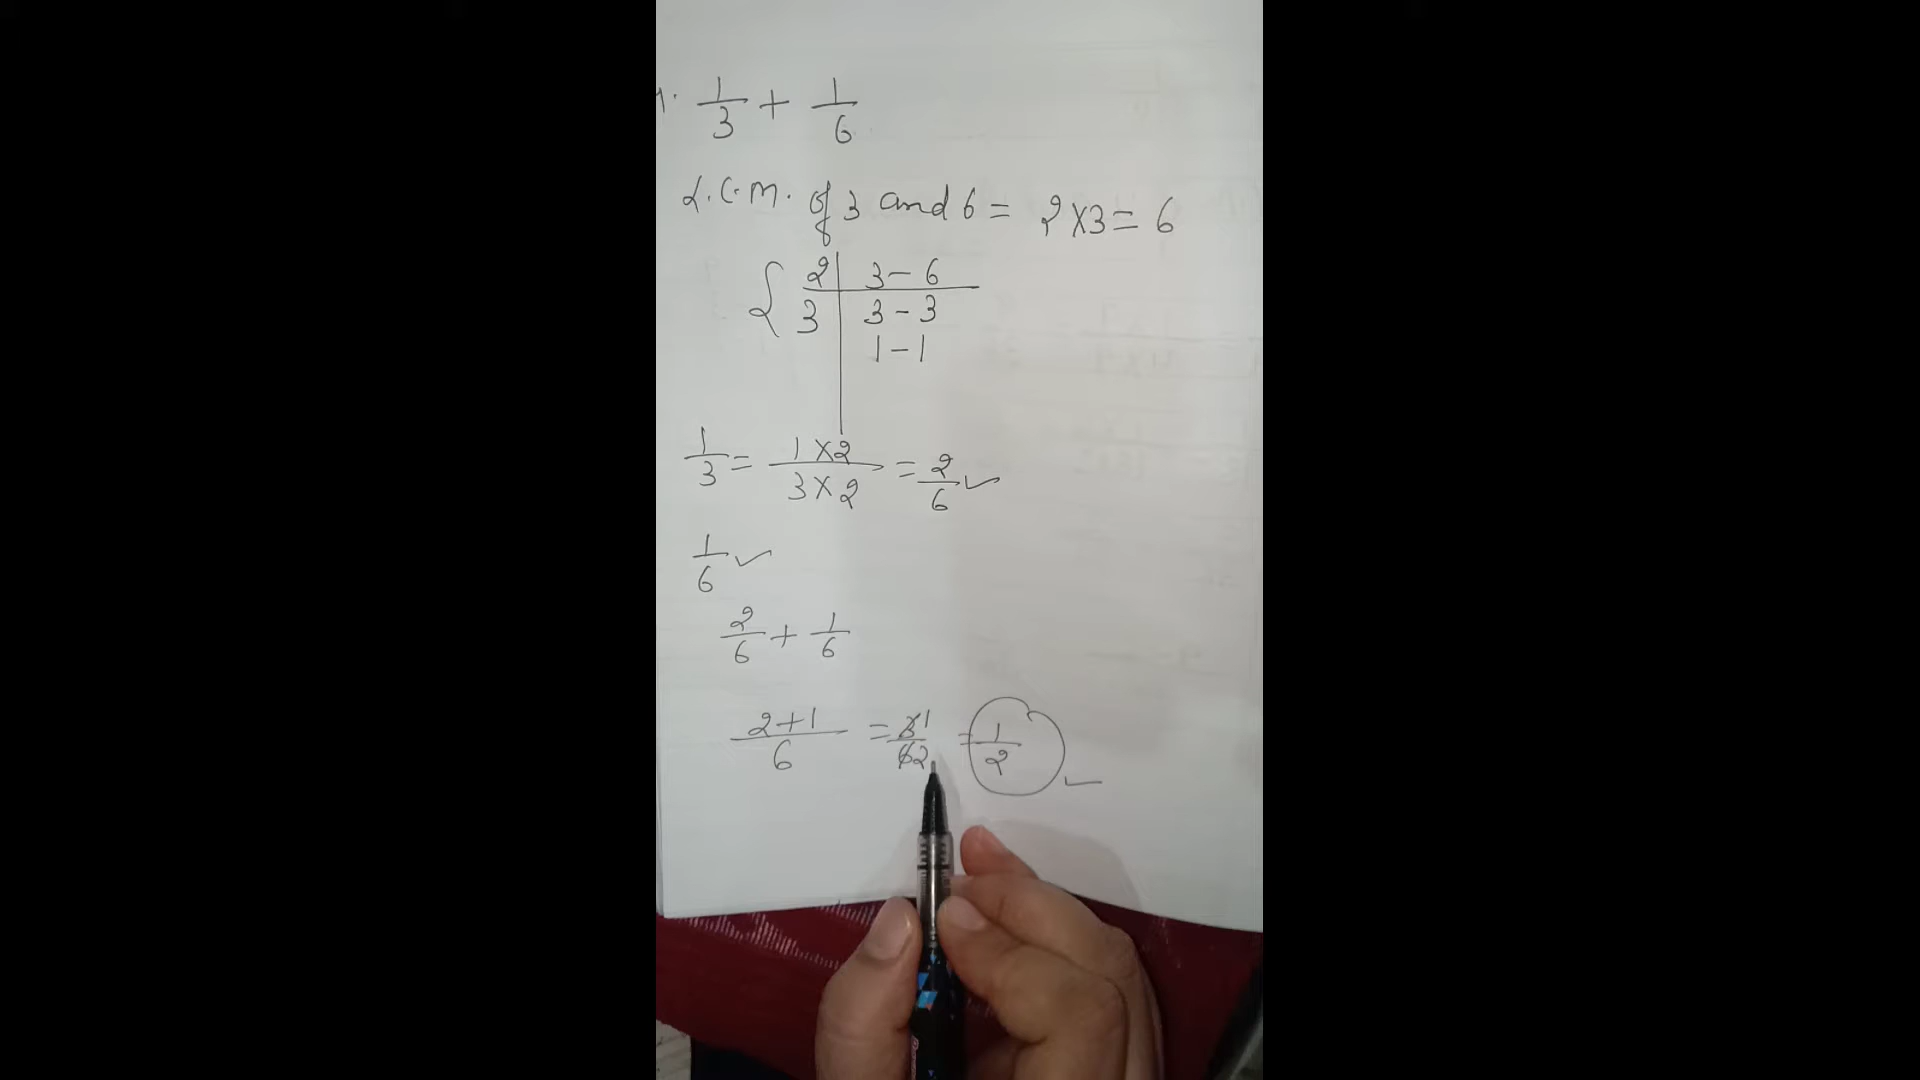 1/3 + 1/6
L.C.M. of 3 and 6 = 2 X 3 = 6
2 | 3 - 6
3 | 3 - 3
1 - 1
1/3 = 1 X 2 / 3 X 2 = 2/6 ✓
1/6 ✓
2/6 + 1/6
2 + 1 / 6 = 3 1 / 6 2 = 1/2 ✓